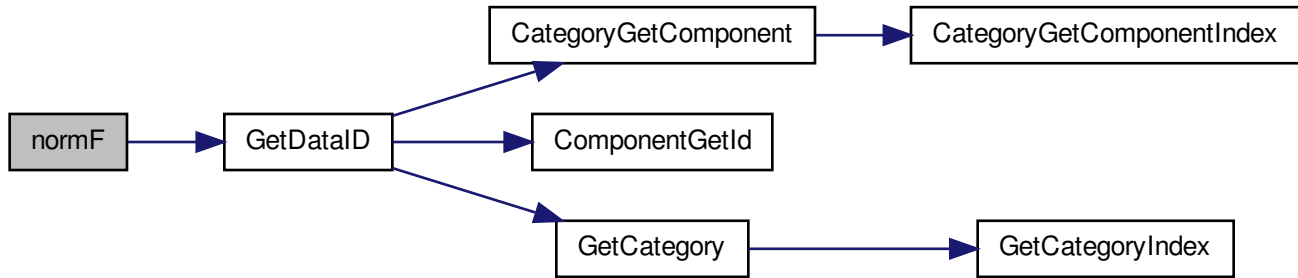 CategoryGetComponent
CategoryGetComponentIndex
normF
GetDataID
ComponentGetId
GetCategory
GetCategoryIndex